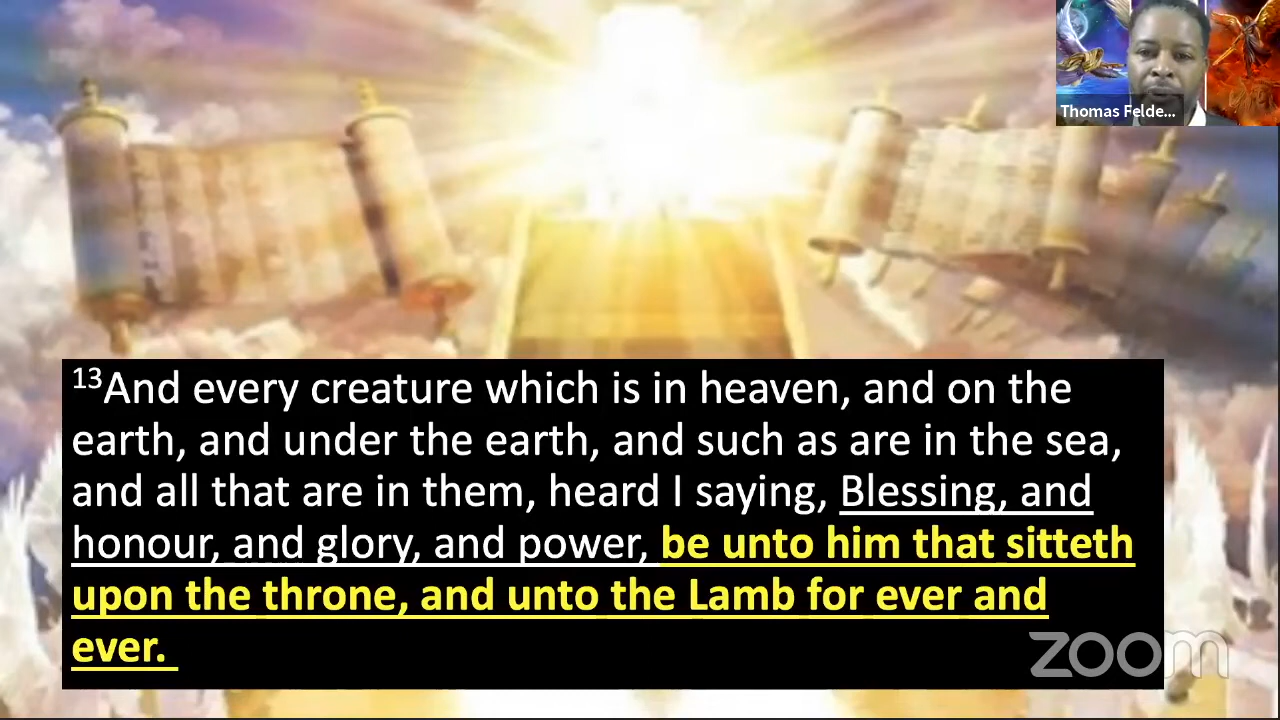 Thomas Felde...
¹³And every creature which is in heaven, and on the
earth, and under the earth, and such as are in the sea,
and all that are in them, heard I saying, Blessing, and
honour, and glory, and power, be unto him that sitteth
upon the throne, and unto the Lamb for ever and
ever.
zoom